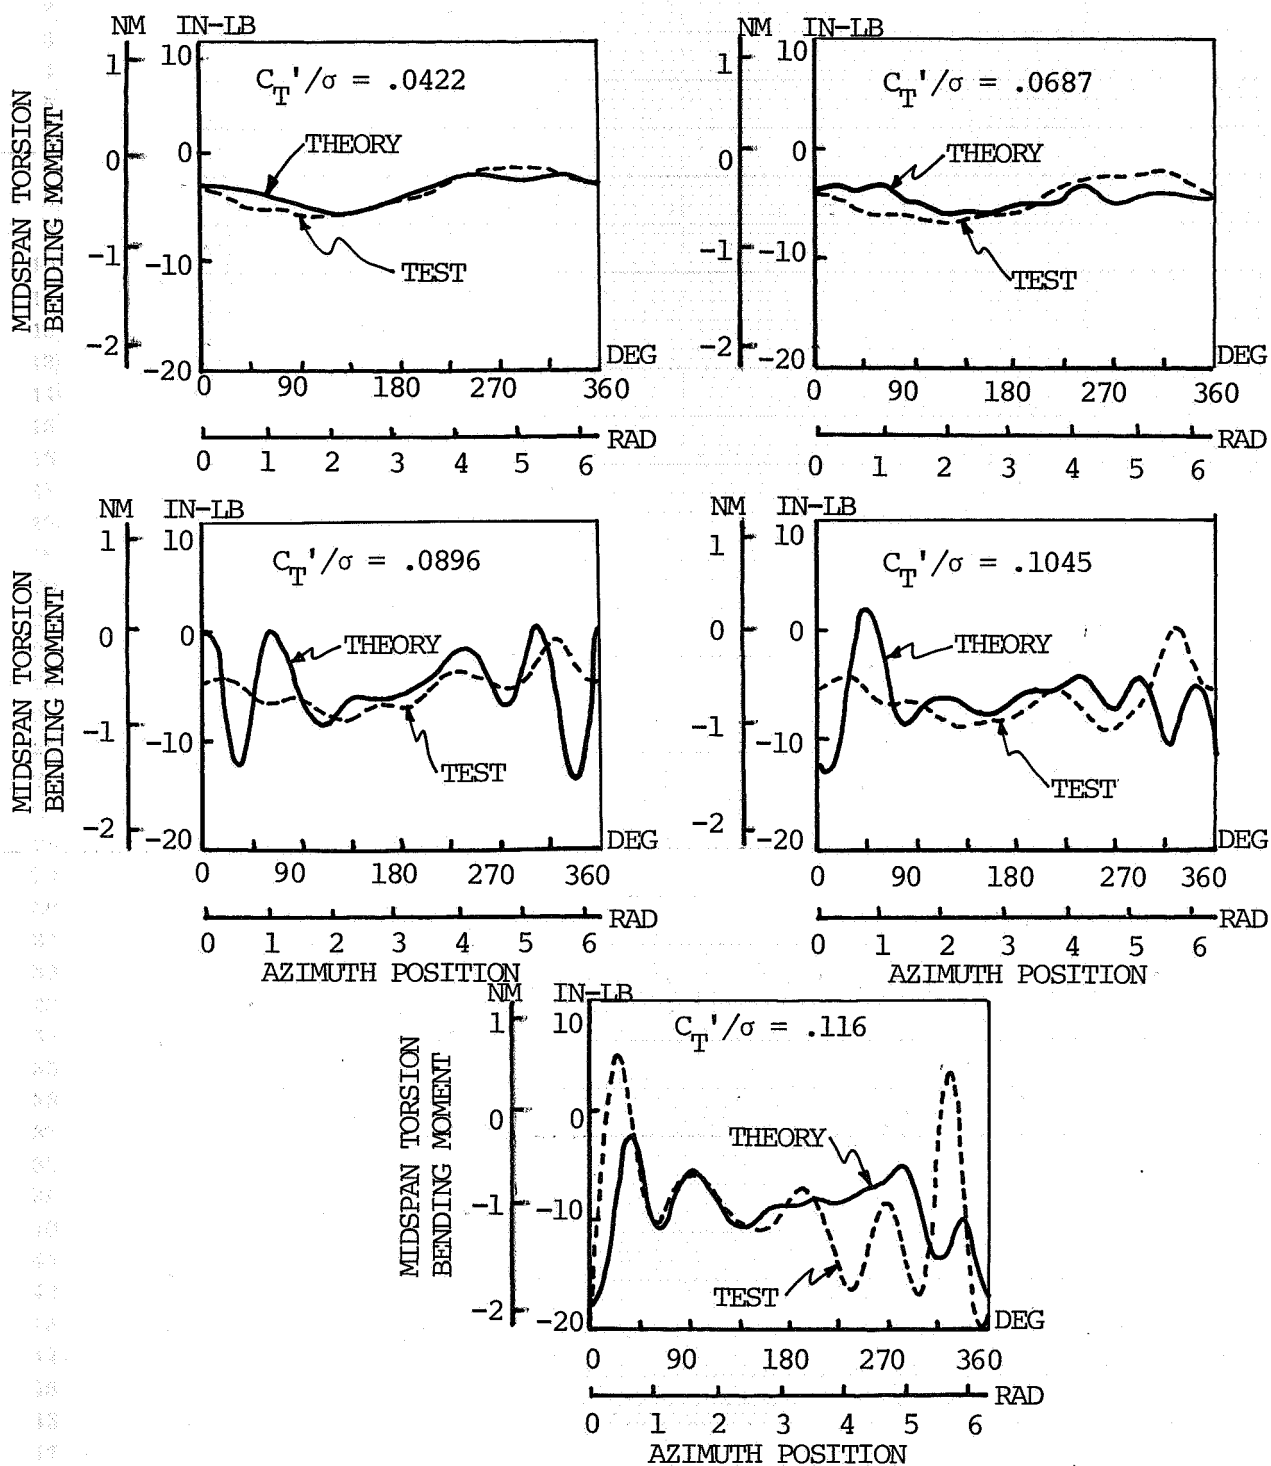 NM IN-LB
1 10
C_T'/σ = .0422
THEORY
0 0
-1 -10
TEST
-2 -20
DEG
0 90 180 270 360
RAD
0 1 2 3 4 5 6
MIDSPAN TORSION
BENDING MOMENT
NM IN-LB
1 10
C_T'/σ = .0687
THEORY
0 0
-1 -10
TEST
-2 -20
DEG
0 90 180 270 360
RAD
0 1 2 3 4 5 6
NM IN-LB
1 10
C_T'/σ = .0896
THEORY
0 0
-1 -10
TEST
-2 -20
DEG
0 90 180 270 360
RAD
0 1 2 3 4 5 6
AZIMUTH POSITION
MIDSPAN TORSION
BENDING MOMENT
NM IN-LB
1 10
C_T'/σ = .1045
THEORY
0 0
-1 -10
TEST
-2 -20
DEG
0 90 180 270 360
RAD
0 1 2 3 4 5 6
AZIMUTH POSITION
NM IN-LB
1 10
C_T'/σ = .116
THEORY
0 0
-1 -10
TEST
-2 -20
DEG
0 90 180 270 360
RAD
0 1 2 3 4 5 6
AZIMUTH POSITION
MIDSPAN TORSION
BENDING MOMENT